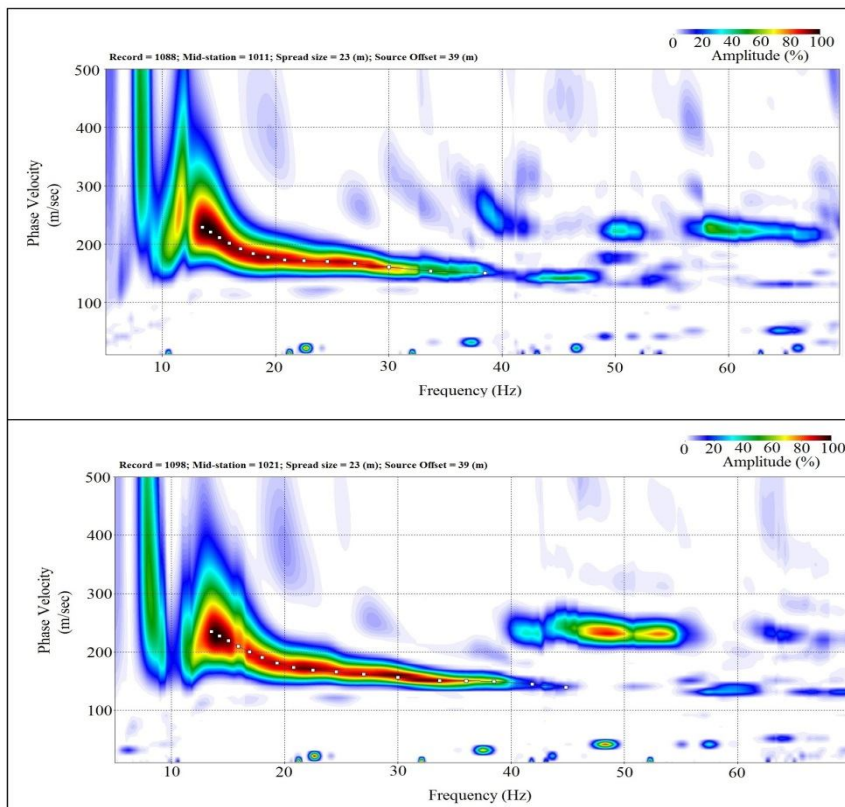 0 20 40 60 80 100
Amplitude (%)
Record = 1088; Mid-station = 1011; Spread size = 23 (m); Source Offset = 39 (m)
500
400
300
200
100
Phase Velocity
(m/sec)
10 20 30 40 50 60
Frequency (Hz)
0 20 40 60 80 100
Amplitude (%)
Record = 1098; Mid-station = 1021; Spread size = 23 (m); Source Offset = 39 (m)
500
400
300
200
100
Phase Velocity
(m/sec)
10 20 30 40 50 60 70
Frequency (Hz)